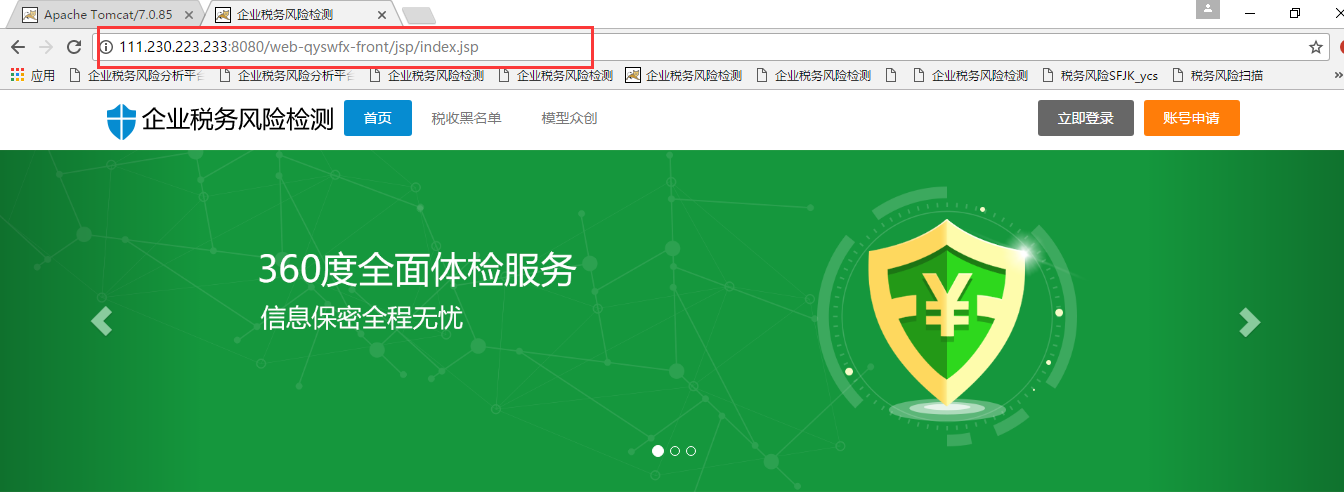 Apache Tomcat/7.0.85
企业税务风险检测
111.230.223.233:8080/web-qyswfx-front/jsp/index.jsp
应用 企业税务风险分析平台 企业税务风险分析平台 企业税务风险检测 企业税务风险检测 企业税务风险检测 企业税务风险检测 企业税务风险检测 税务风险SFJK_ycs 税务风险扫描
企业税务风险检测 首页 税收黑名单 模型众创 立即登录 账号申请
360度全面体检服务
信息保密全程无忧
¥